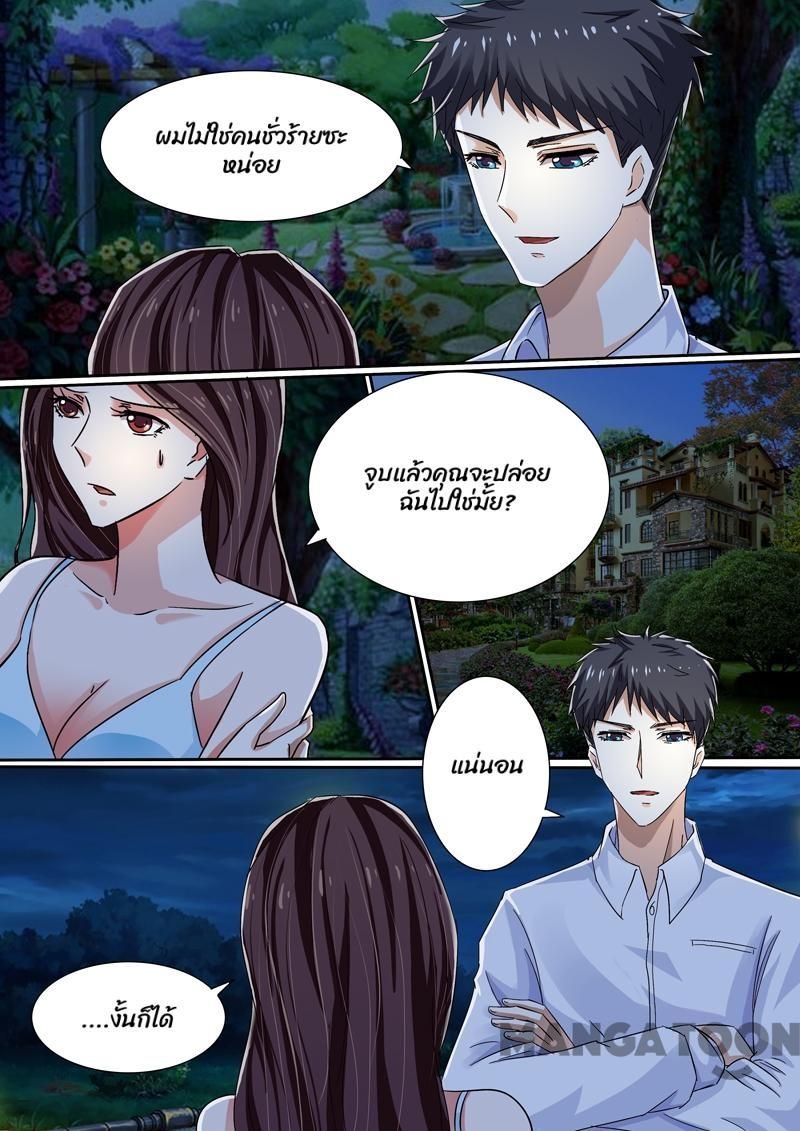 ผมไม่ใช่คนชั่วร้ายซะ
หน่อย
จูบแล้วคุณจะปล่อย
ฉันไปใช่มั้ย?
แน่นอน
....งั้นก็ได้
MANGATOON